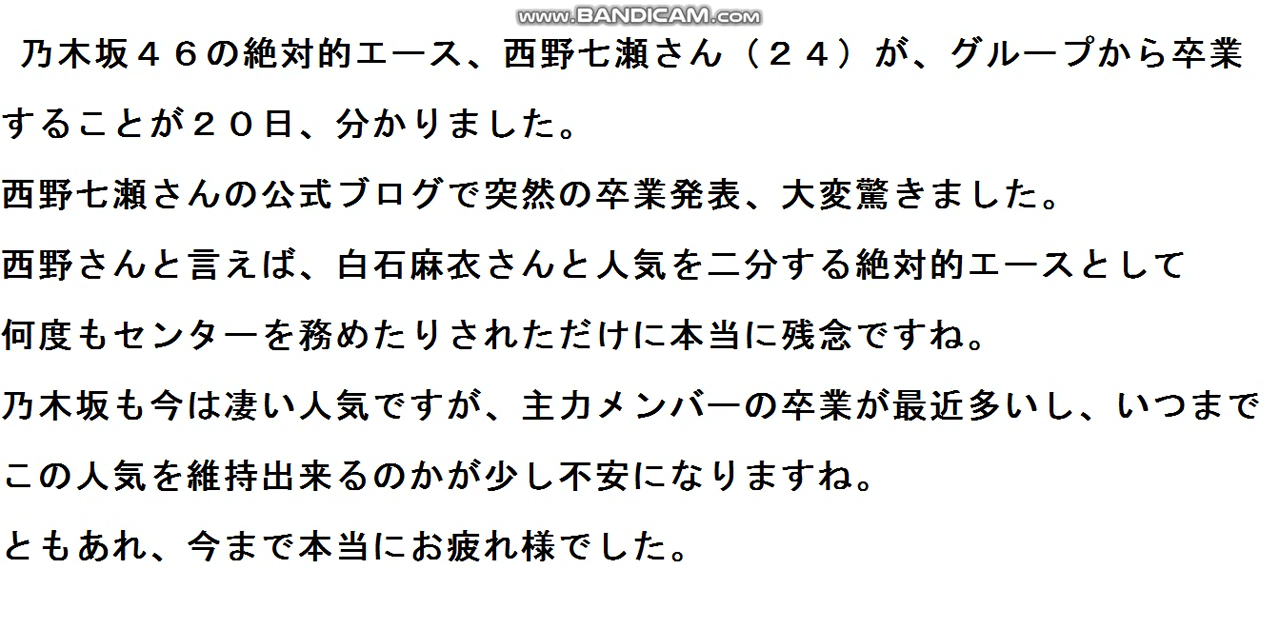 www.BANDICAM.com
乃木坂４６の絶対的エース、西野七瀬さん（２４）が、グループから卒業
することが２０日、分かりました。
西野七瀬さんの公式ブログで突然の卒業発表、大変驚きました。
西野さんと言えば、白石麻衣さんと人気を二分する絶対的エースとして
何度もセンターを務めたりされただけに本当に残念ですね。
乃木坂も今は凄い人気ですが、主力メンバーの卒業が最近多いし、いつまで
この人気を維持出来るのかが少し不安になりますね。
ともあれ、今まで本当にお疲れ様でした。